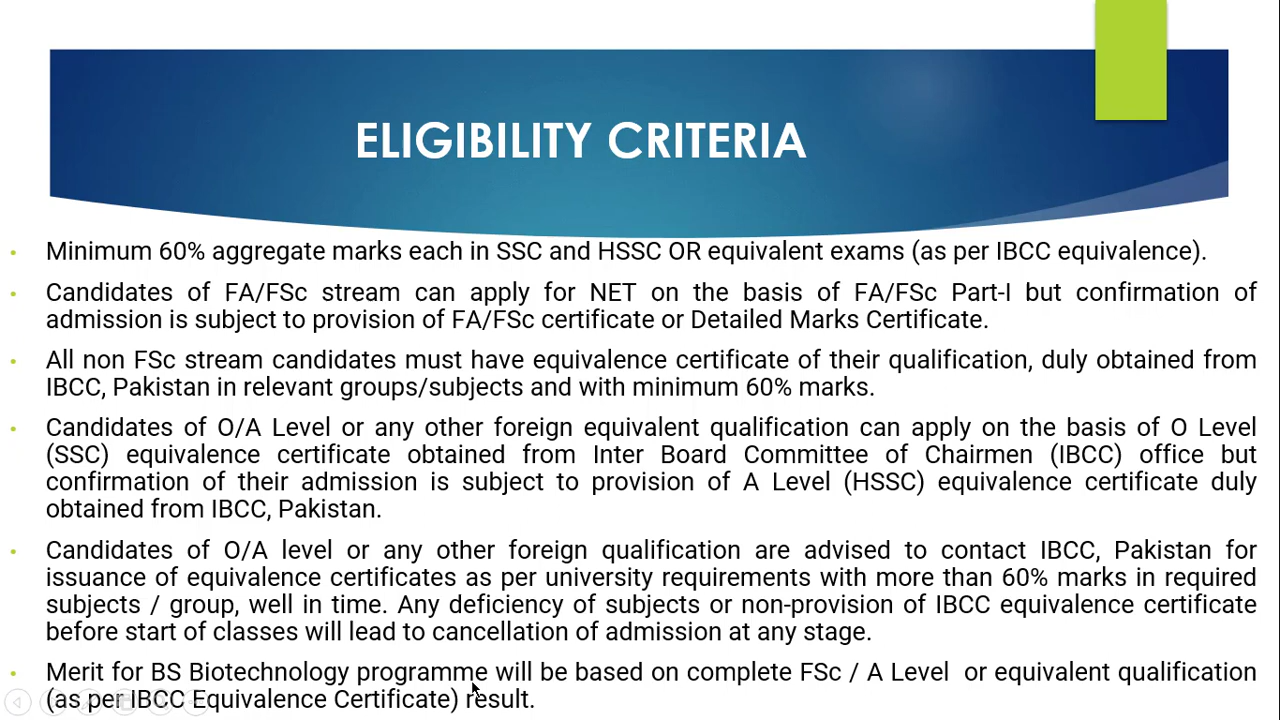 ELIGIBILITY CRITERIA
• Minimum 60% aggregate marks each in SSC and HSSC OR equivalent exams (as per IBCC equivalence).
• Candidates of FA/FSc stream can apply for NET on the basis of FA/FSc Part-I but confirmation of
admission is subject to provision of FA/FSc certificate or Detailed Marks Certificate.
• All non FSc stream candidates must have equivalence certificate of their qualification, duly obtained from
IBCC, Pakistan in relevant groups/subjects and with minimum 60% marks.
• Candidates of O/A Level or any other foreign equivalent qualification can apply on the basis of O Level
(SSC) equivalence certificate obtained from Inter Board Committee of Chairmen (IBCC) office but
confirmation of their admission is subject to provision of A Level (HSSC) equivalence certificate duly
obtained from IBCC, Pakistan.
• Candidates of O/A level or any other foreign qualification are advised to contact IBCC, Pakistan for
issuance of equivalence certificates as per university requirements with more than 60% marks in required
subjects / group, well in time. Any deficiency of subjects or non-provision of IBCC equivalence certificate
before start of classes will lead to cancellation of admission at any stage.
• Merit for BS Biotechnology programme will be based on complete FSc / A Level or equivalent qualification
(as per IBCC Equivalence Certificate) result.